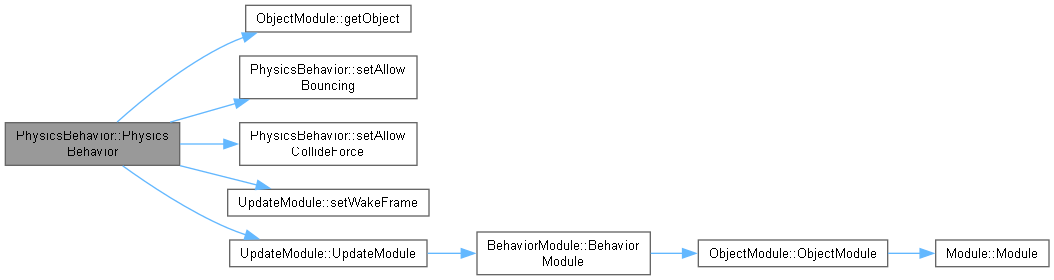 ObjectModule::getObject
PhysicsBehavior::setAllow
Bouncing
PhysicsBehavior::Physics
Behavior
PhysicsBehavior::setAllow
CollideForce
UpdateModule::setWakeFrame
UpdateModule::UpdateModule
BehaviorModule::Behavior
Module
ObjectModule::ObjectModule
Module::Module